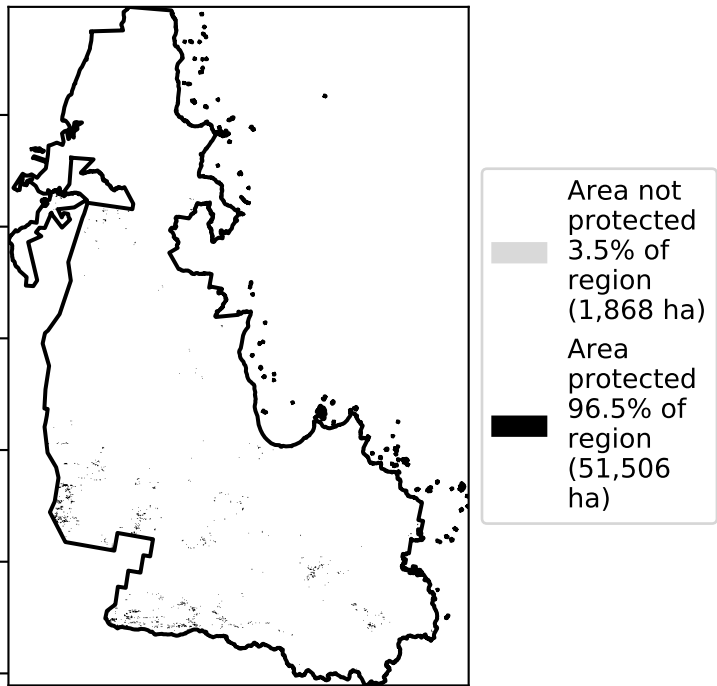 Area not
protected
3.5% of
region
(1,868 ha)
Area
protected
96.5% of
region
(51,506
ha)